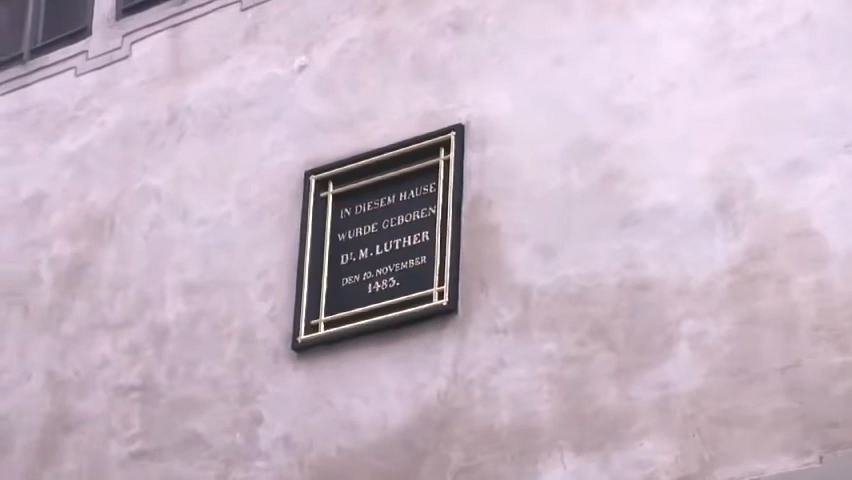 IN DIESEM HAUSE
WURDE GEBOREN
Dr. M. LUTHER
DEN 10. NOVEMBER
1483.